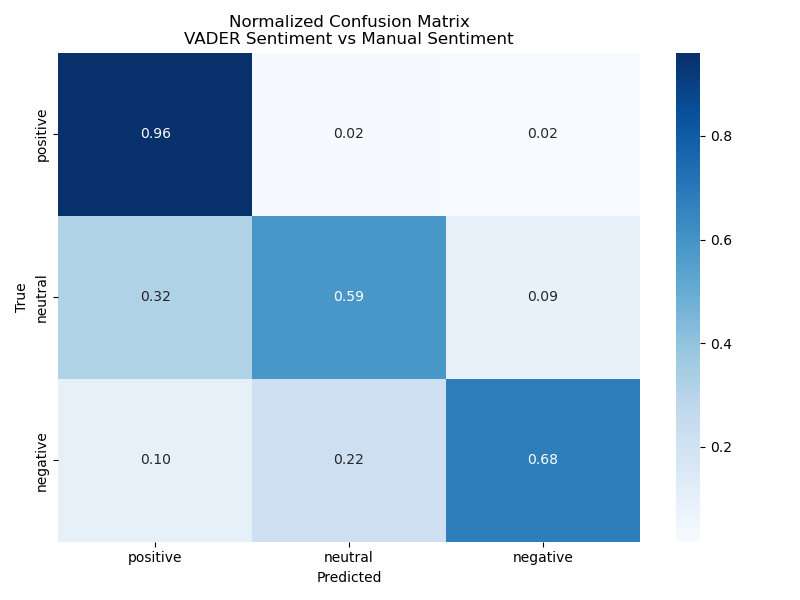 Normalized Confusion Matrix
VADER Sentiment vs Manual Sentiment
True
positive
0.96 0.02 0.02
neutral
0.32 0.59 0.09
negative
0.10 0.22 0.68
positive neutral negative
Predicted
0.8
0.6
0.4
0.2